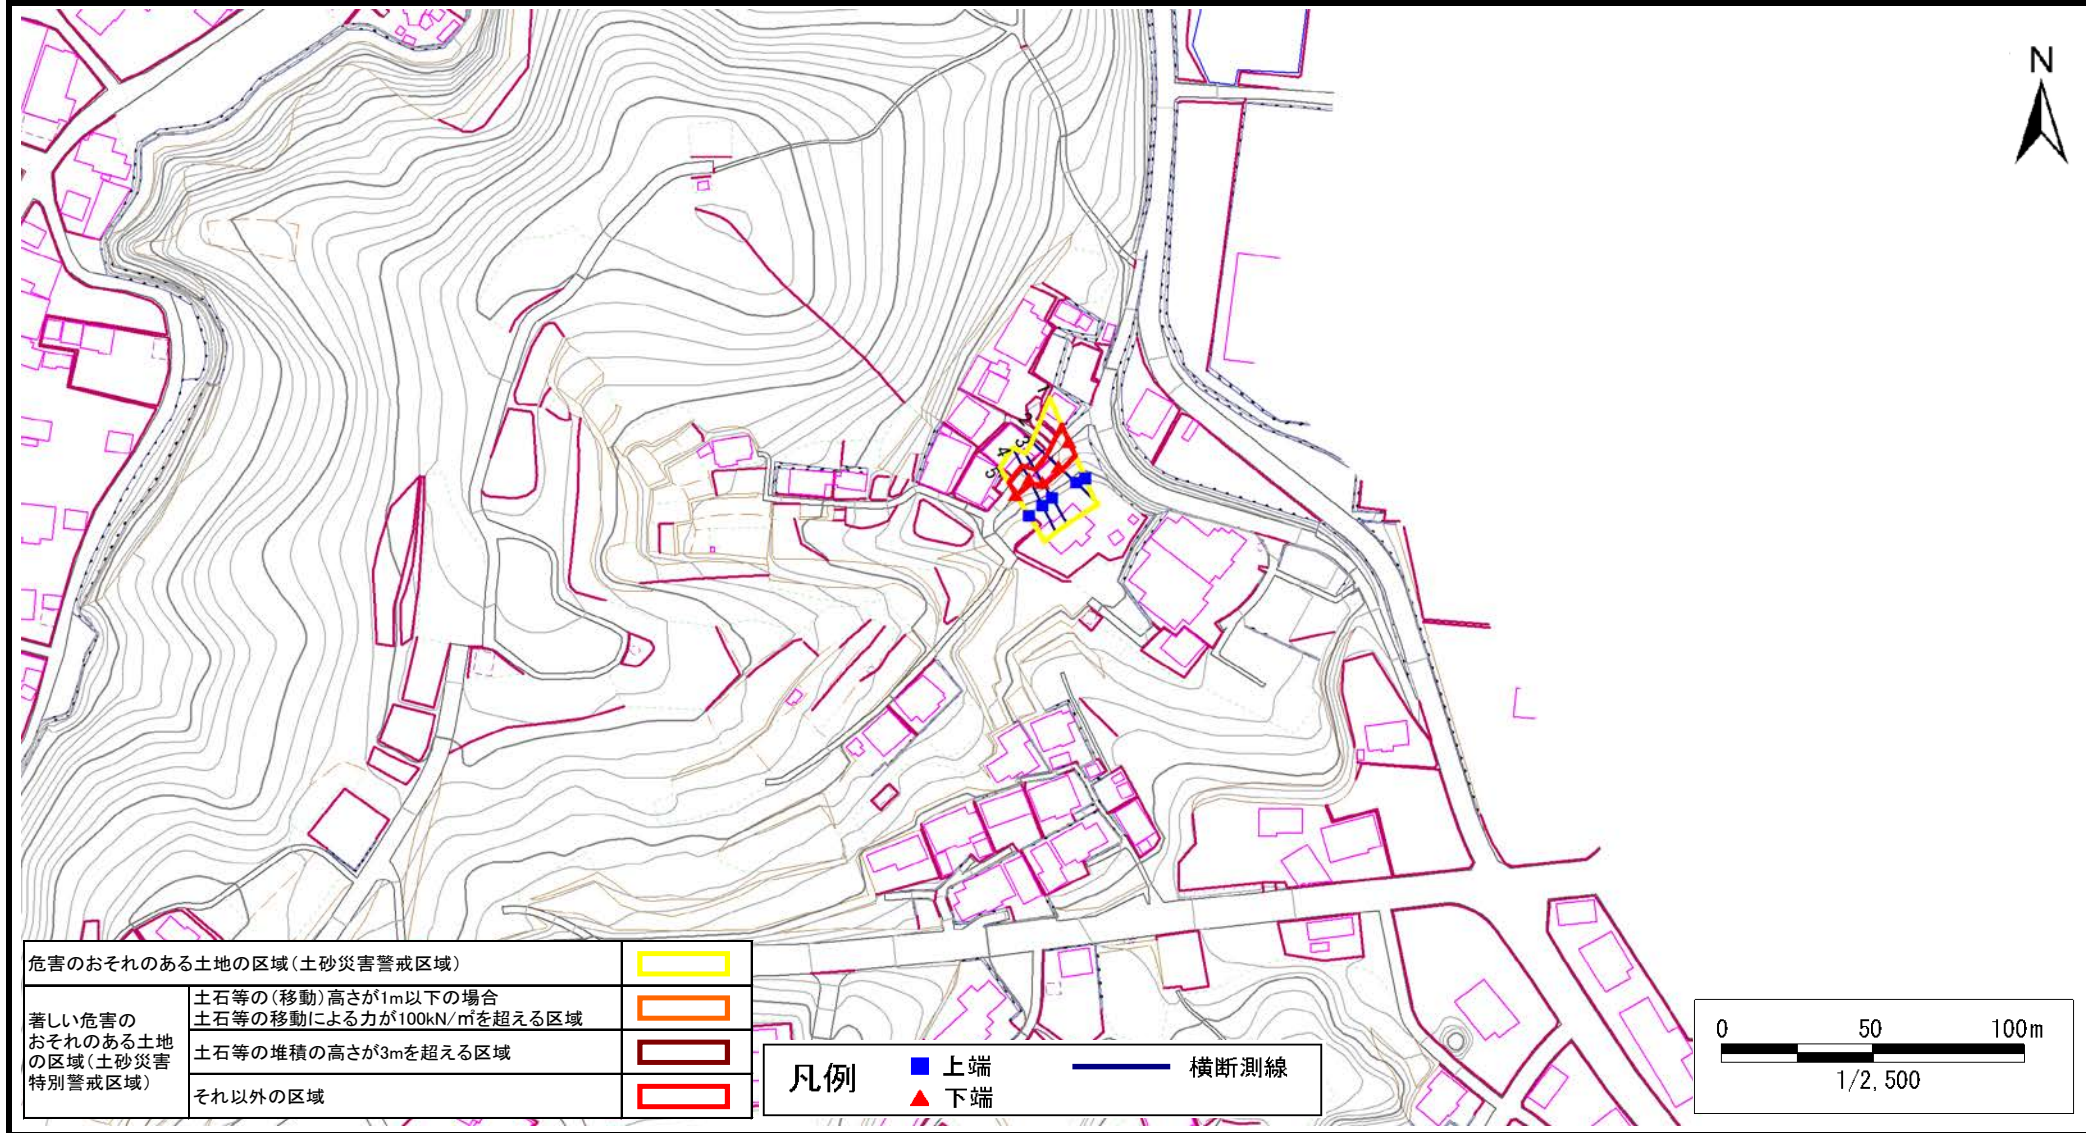 N
1
2
3
4
5
危害のおそれのある土地の区域(土砂災害警戒区域)
著しい危害の
おそれのある土地
の区域(土砂災害
特別警戒区域)
土石等の(移動)高さが1m以下の場合
土石等の移動による力が100kN/㎡を超える区域
土石等の堆積の高さが3mを超える区域
それ以外の区域
凡例
上端
下端
横断測線
0 50 100m
1/2,500